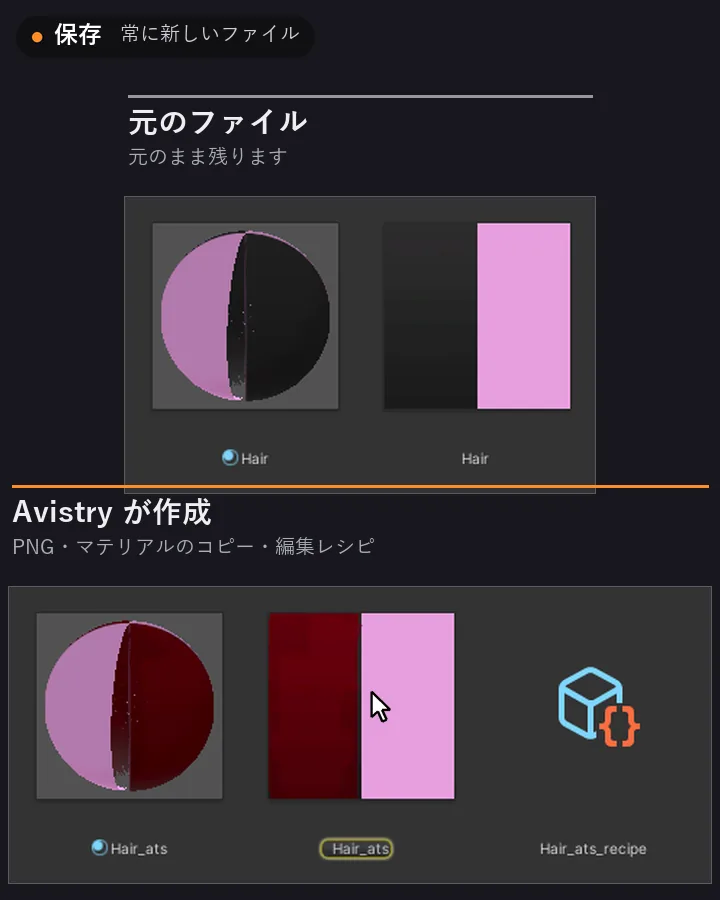 保存 常に新しいファイル
元のファイル
元のまま残ります
Hair Hair
Avistry が作成
PNG・マテリアルのコピー・編集レシピ
Hair_ats Hair_ats Hair_ats_recipe